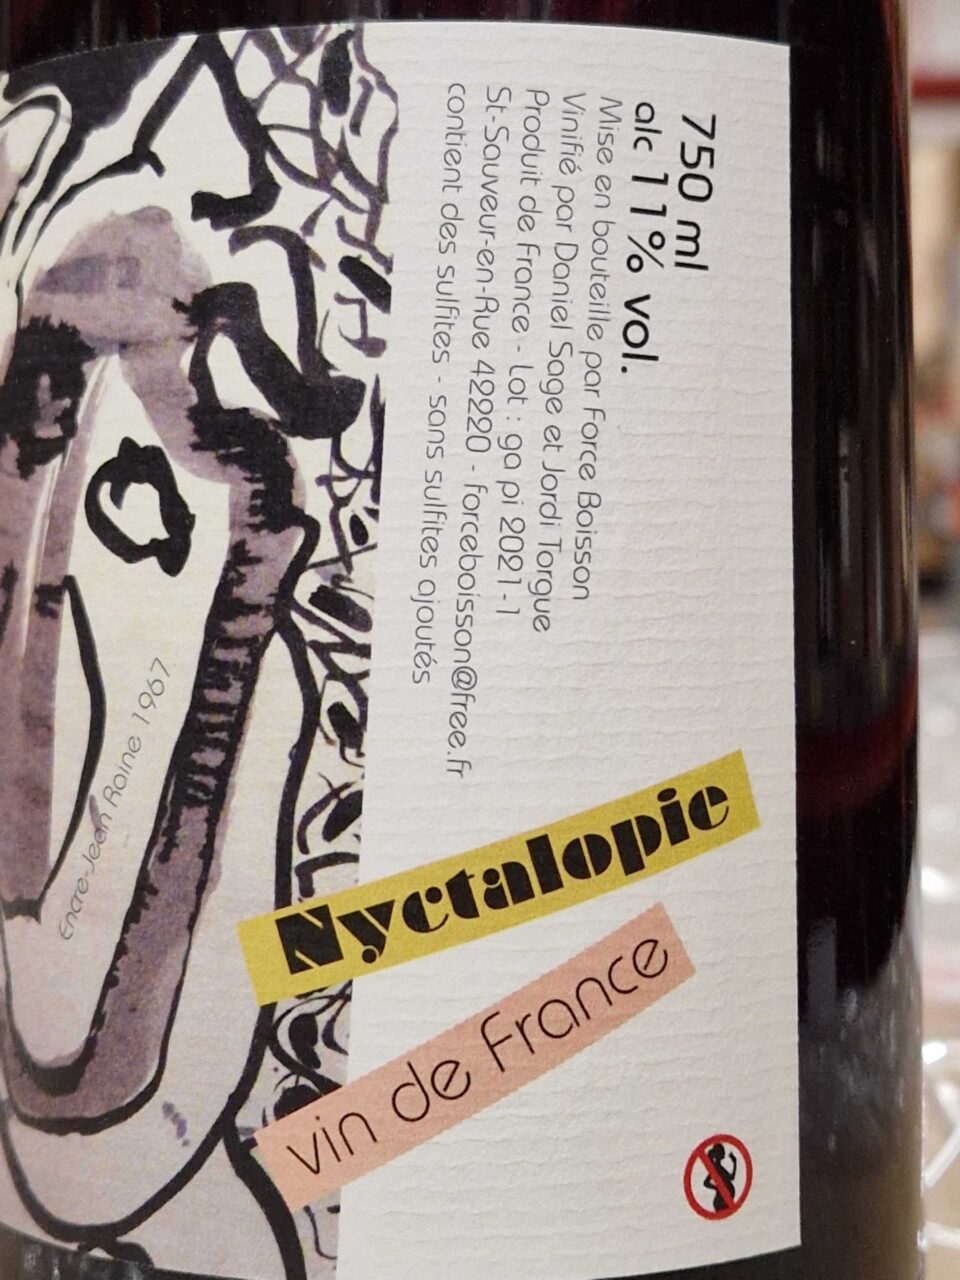 750 ml
alc 11% vol.
Mise en bouteille par Force Boisson
Vinifié par Daniel Sage et Jordi Torgue
Produit de France - Lot : ga pi 2021-1
St-Sauveur-en-Rue 42220 - forceboisson@free.fr
contient des sulfites - sans sulfites ajoutés
Nyctalopie
vin de France
Encre-Jean Raine 1967